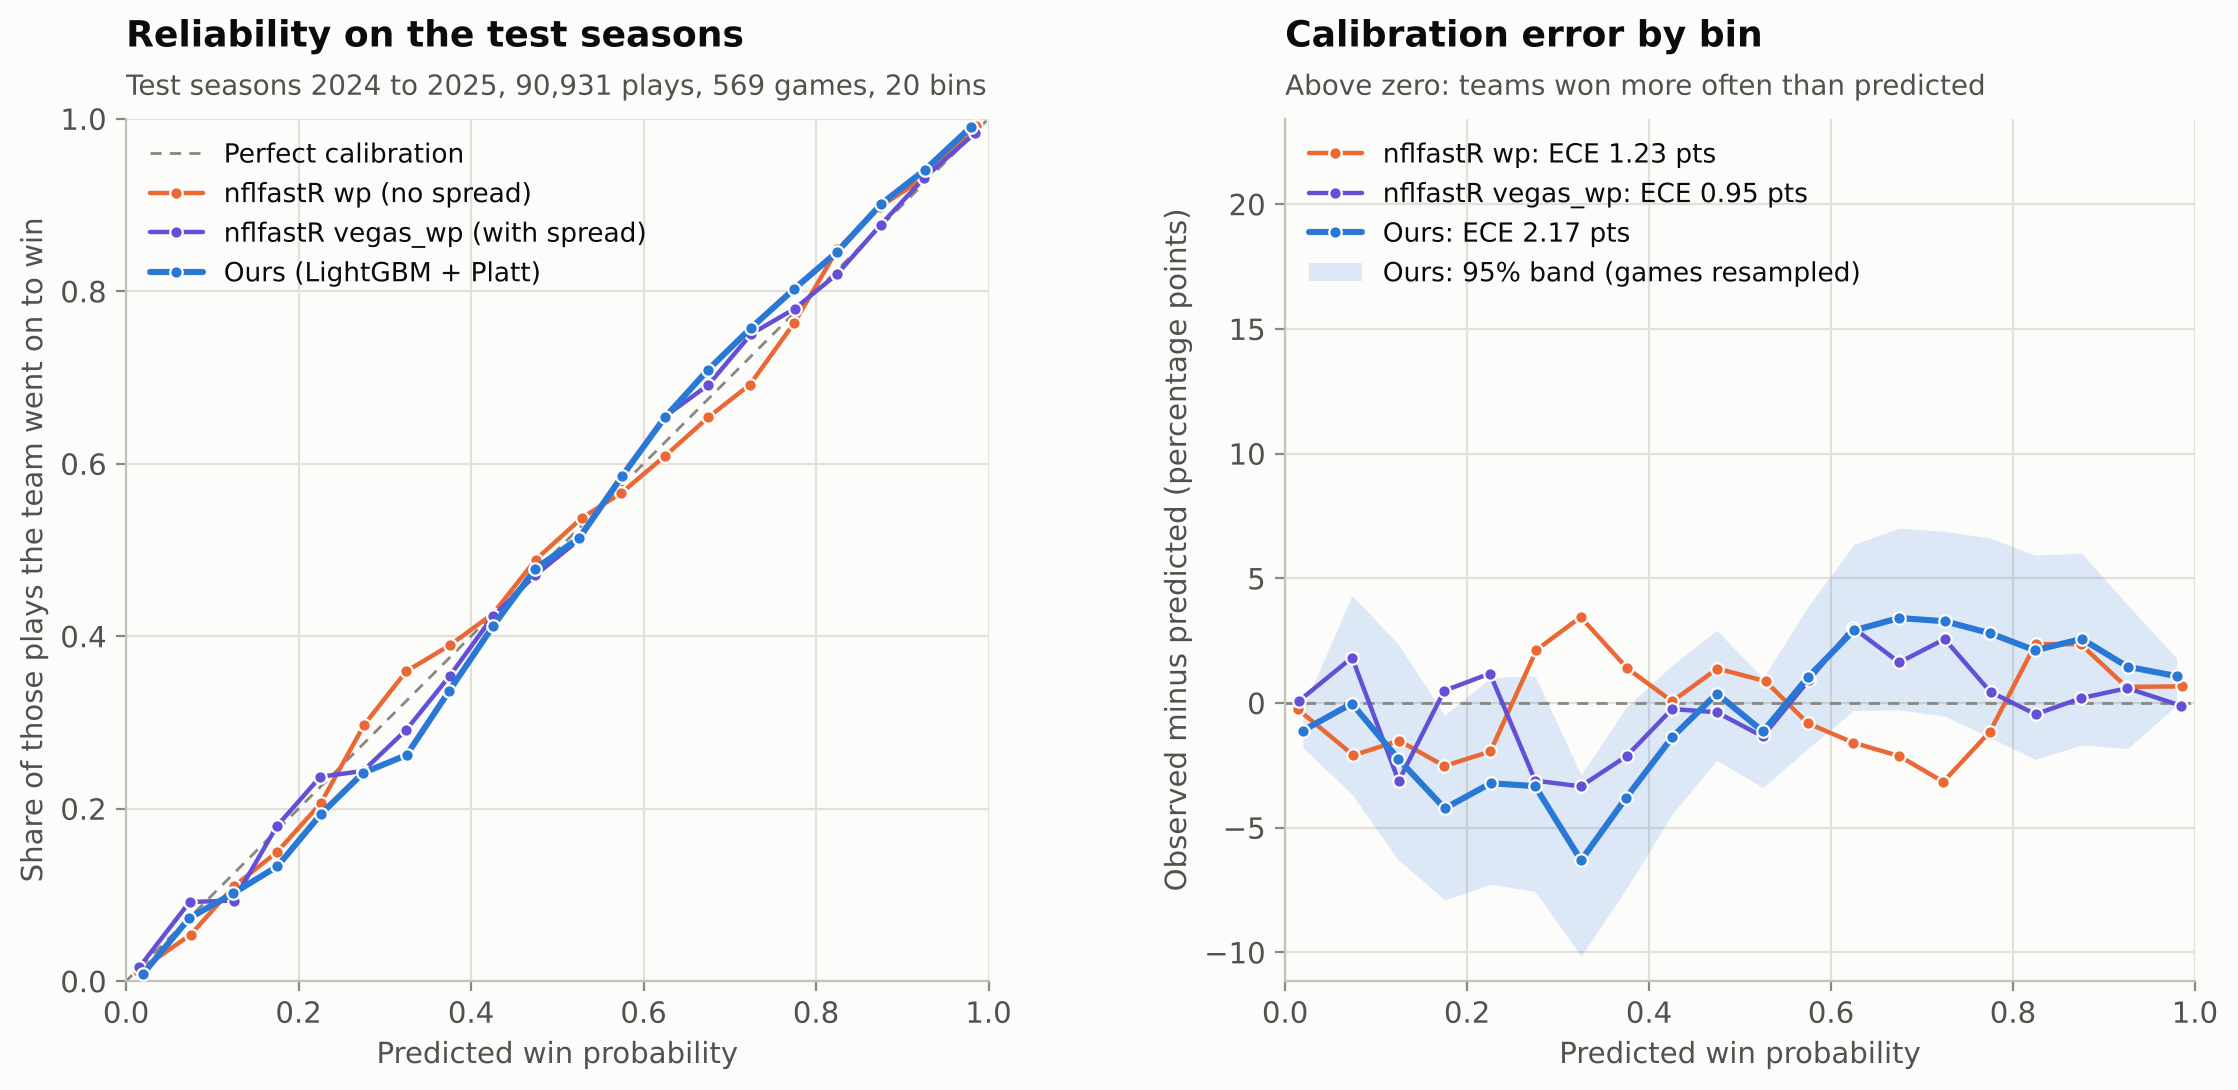 Reliability on the test seasons
Test seasons 2024 to 2025, 90,931 plays, 569 games, 20 bins
Share of those plays the team went on to win
1.0
0.8
0.6
0.4
0.2
0.0
Perfect calibration
nflfastR wp (no spread)
nflfastR vegas_wp (with spread)
Ours (LightGBM + Platt)
0.0 0.2 0.4 0.6 0.8 1.0
Predicted win probability
Calibration error by bin
Above zero: teams won more often than predicted
Observed minus predicted (percentage points)
20
15
10
5
0
−5
−10
nflfastR wp: ECE 1.23 pts
nflfastR vegas_wp: ECE 0.95 pts
Ours: ECE 2.17 pts
Ours: 95% band (games resampled)
0.0 0.2 0.4 0.6 0.8 1.0
Predicted win probability